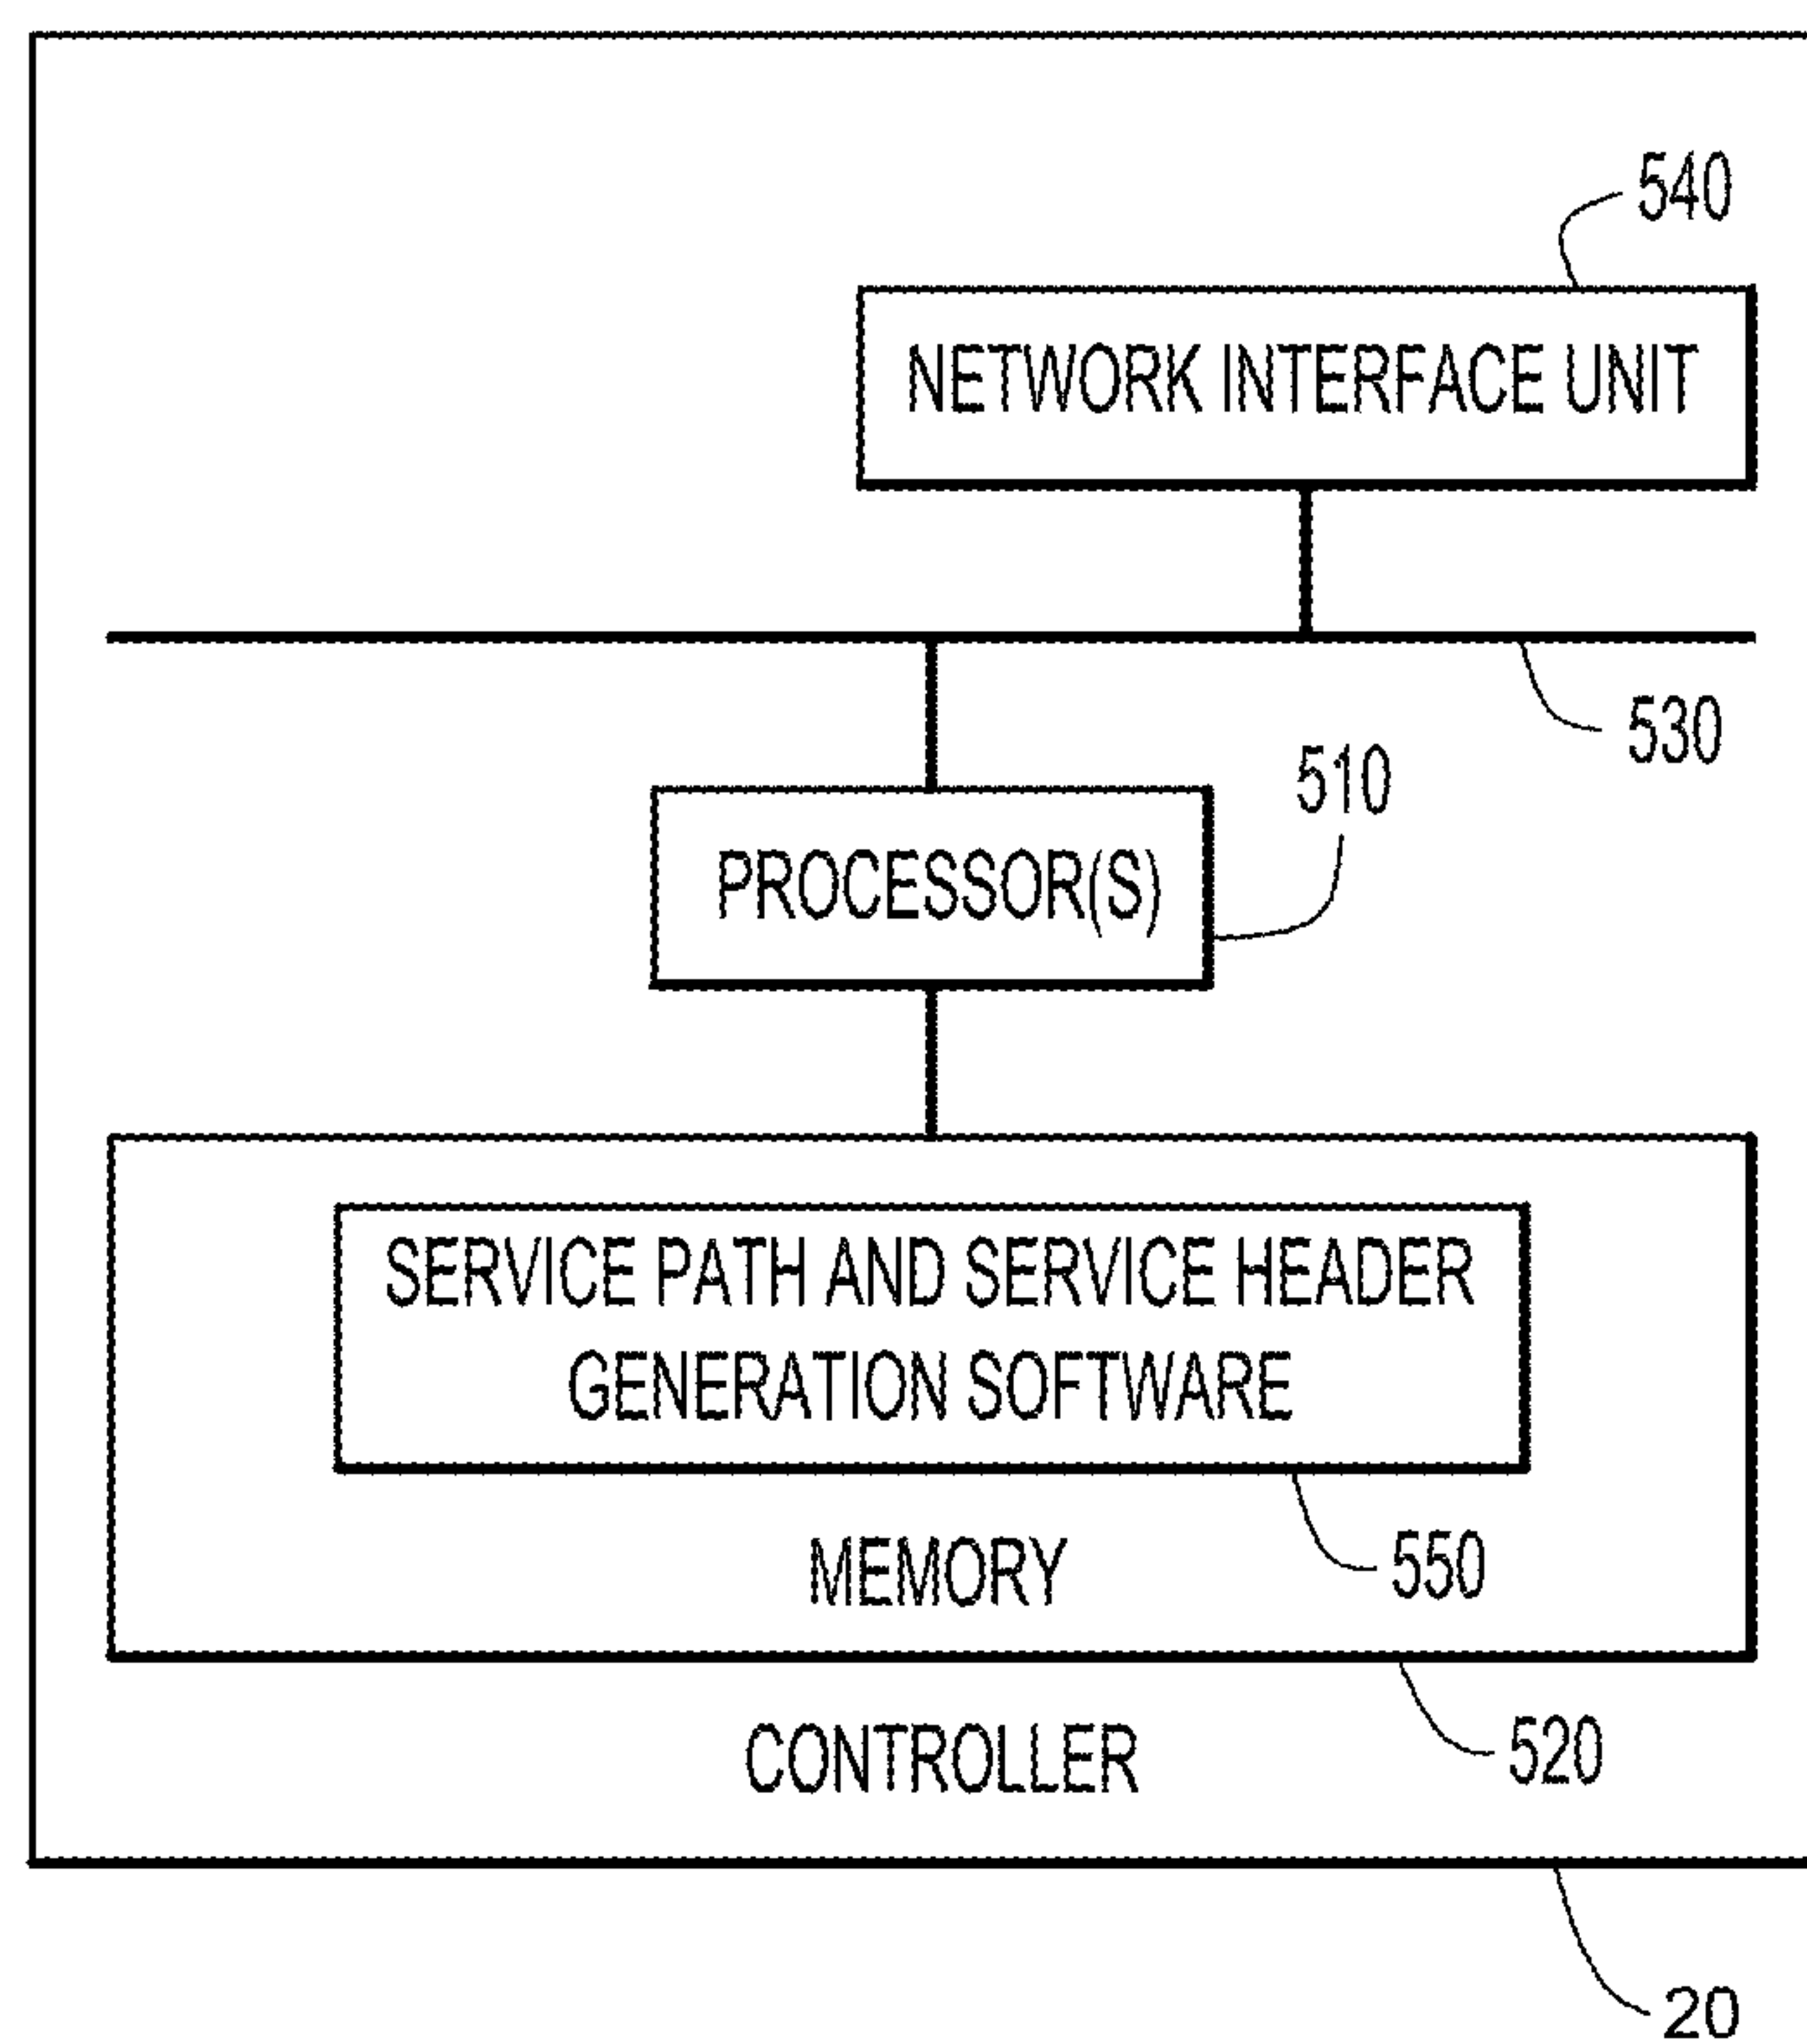 540
NETWORK INTERFACE UNIT
530
510
PROCESSOR(S)
SERVICE PATH AND SERVICE HEADER
GENERATION SOFTWARE
550
MEMORY
520
CONTROLLER
20